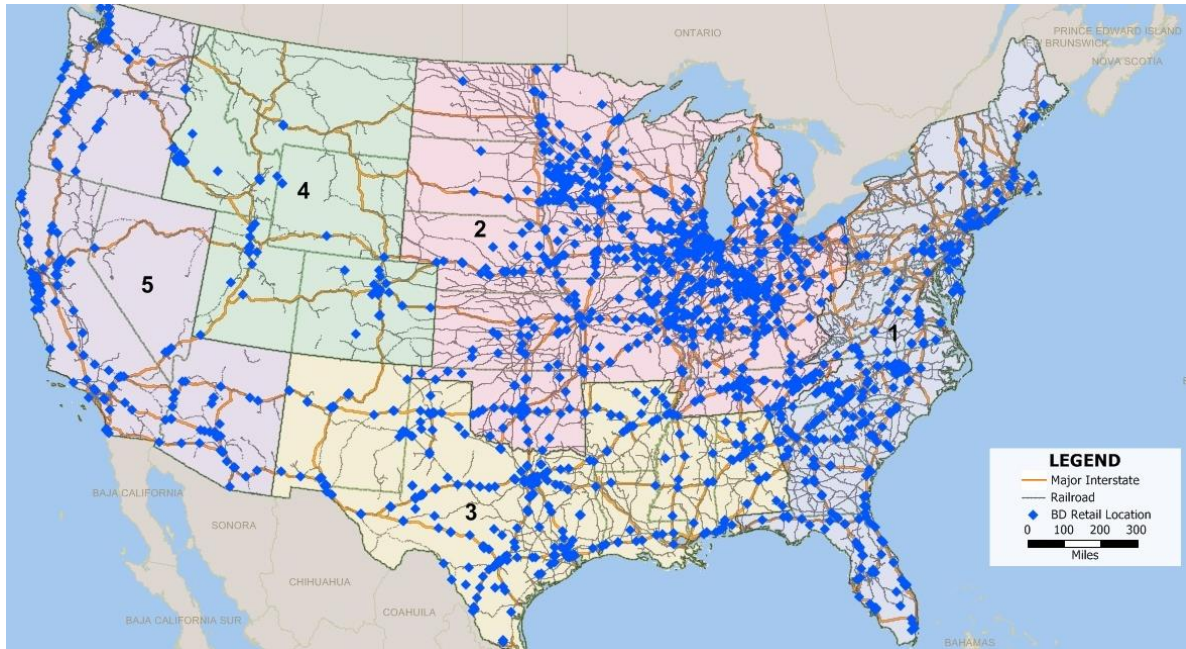 ONTARIO
PRINCE EDWARD ISLAND
NEW BRUNSWICK
NOVA SCOTIA
4
2
5
1
3
LEGEND
Major Interstate
Railroad
BD Retail Location
0 100 200 300
Miles
BAJA CALIFORNIA
SONORA
CHIHUAHUA
COAHUILA
BAJA CALIFORNIA SUR
BAHAMAS